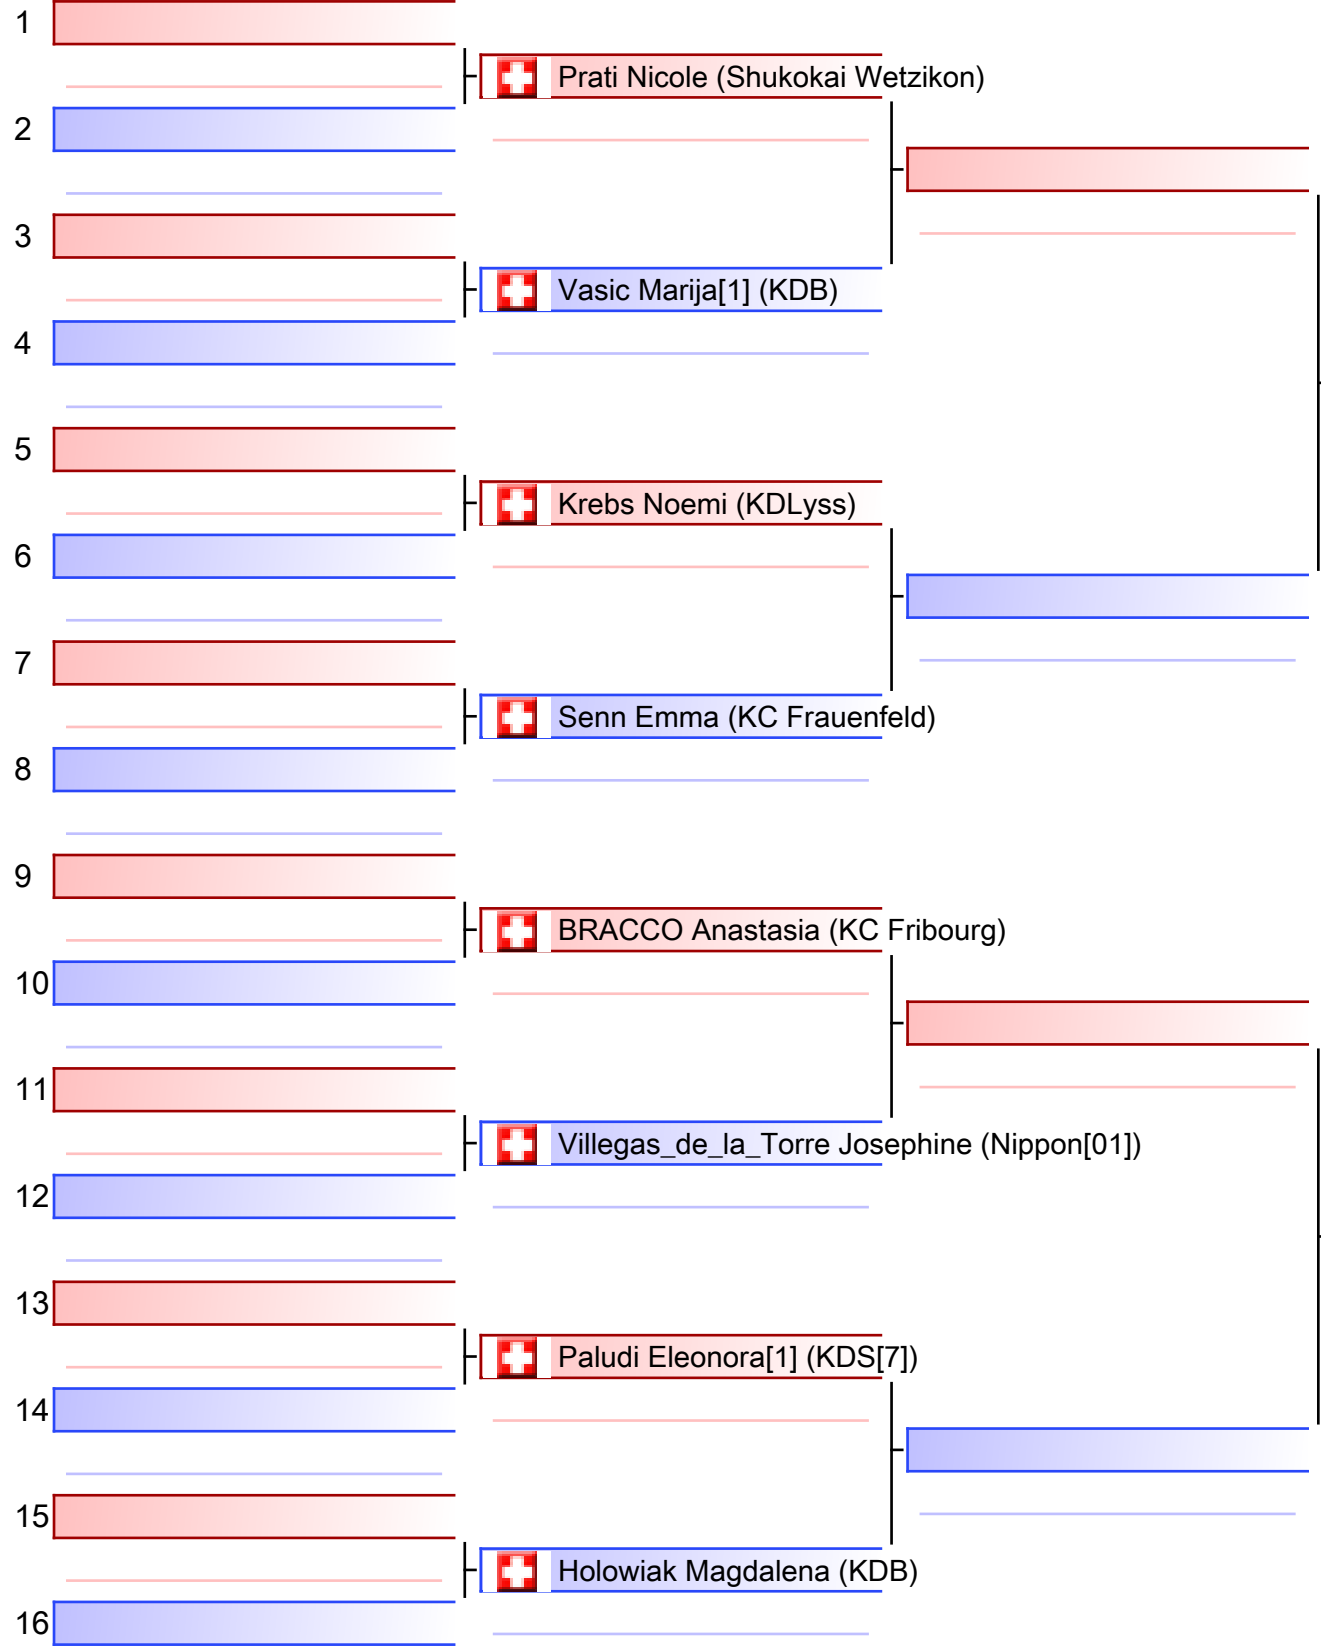 1
Prati Nicole (Shukokai Wetzikon)
2
3
Vasic Marija[1] (KDB)
4
5
Krebs Noemi (KDLyss)
6
7
Senn Emma (KC Frauenfeld)
8
9
BRACCO Anastasia (KC Fribourg)
10
11
Villegas_de_la_Torre Josephine (Nippon[01])
12
13
Paludi Eleonora[1] (KDS[7])
14
15
Holowiak Magdalena (KDB)
16